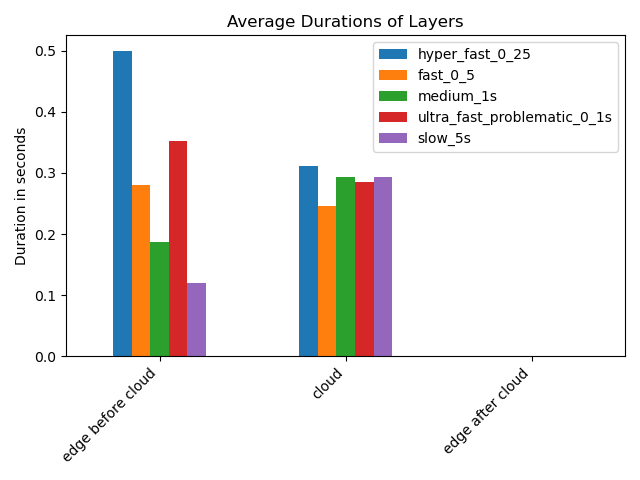 Average Durations of Layers
hyper_fast_0_25
fast_0_5
medium_1s
ultra_fast_problematic_0_1s
slow_5s
Duration in seconds
0.5
0.4
0.3
0.2
0.1
0.0
edge before cloud
cloud
edge after cloud